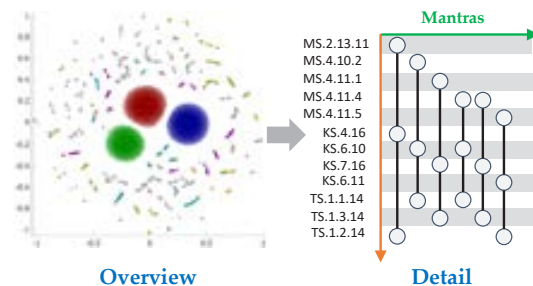 Mantras
MS.2.13.11
MS.4.10.2
MS.4.11.1
MS.4.11.4
MS.4.11.5
KS.4.16
KS.6.10
KS.7.16
KS.6.11
TS.1.1.14
TS.1.3.14
TS.1.2.14
Overview
Detail